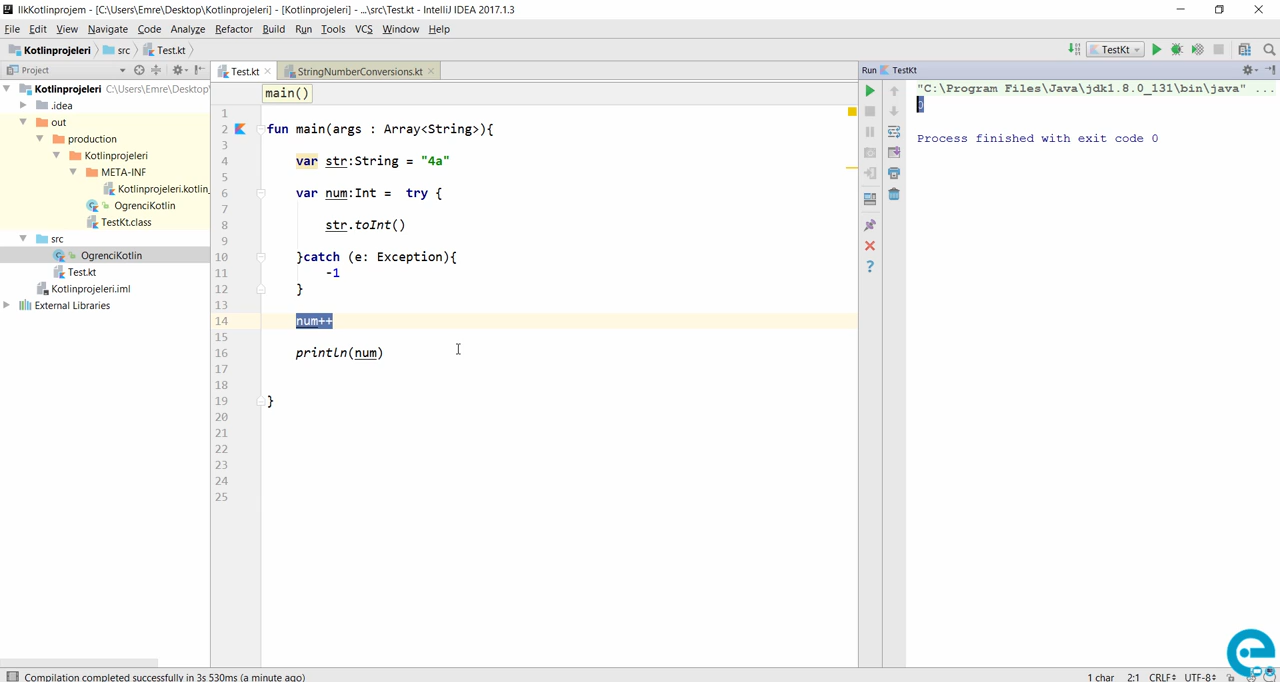 IlkKotlinprojem - [C:\Users\Emre\Desktop\Kotlinprojeleri] - [Kotlinprojeleri] - ...\src\Test.kt - IntelliJ IDEA 2017.1.3
File Edit View Navigate Code Analyze Refactor Build Run Tools VCS Window Help
Kotlinprojeleri src Test.kt
TestKt
Project
Test.kt StringNumberConversions.kt
Run TestKt
Kotlinprojeleri C:\Users\Emre\Desktop\
.idea
out
production
Kotlinprojeleri
META-INF
Kotlinprojeleri.kotlin_
OgrenciKotlin
TestKt.class
src
OgrenciKotlin
Test.kt
Kotlinprojeleri.iml
External Libraries
main()
1
2 fun main(args : Array<String>){
3
4 var str:String = "4a"
5
6 var num:Int =  try {
7
8 str.toInt()
9
10 }catch (e: Exception){
11 -1
12 }
13
14 num++
15
16 println(num)
17
18
19 }
20
21
22
23
24
25
"C:\Program Files\Java\jdk1.8.0_131\bin\java" ...
0
Process finished with exit code 0
Compilation completed successfully in 3s 530ms (a minute ago)
1 char 2:1 CRLF UTF-8